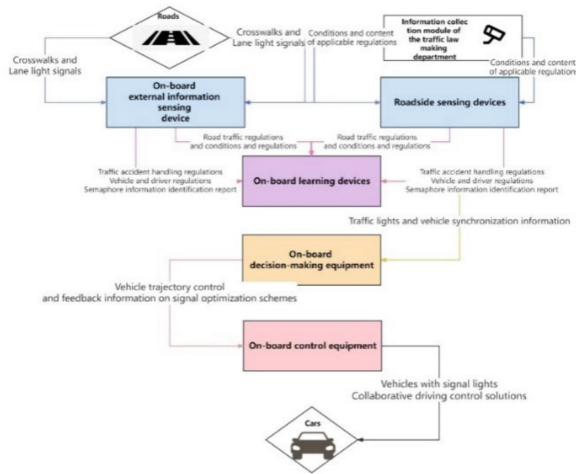 Roads
Information collec
tion module of
the traffic law
making
department
Crosswalks and
Lane light signals
Crosswalks and
Lane light signals
Conditions and content
of applicable regulations
Conditions and content
of applicable regulation
On-board
external information
sensing
device
Roadside sensing devices
Road traffic regulations
and conditions and regulations
Road traffic regulations
and conditions and regulations
Traffic accident handling regulations
Vehicle and driver regulations
Semaphore information identification report
On-board learning devices
Traffic accident handling regulations
Vehicle and driver regulations
Semaphore information identification report
Traffic lights and vehicle synchronization information
On-board
decision-making equipment
Vehicle trajectory control
and feedback information on signal optimization schemes
On-board control equipment
Vehicles with signal lights
Collaborative driving control solutions
Cars